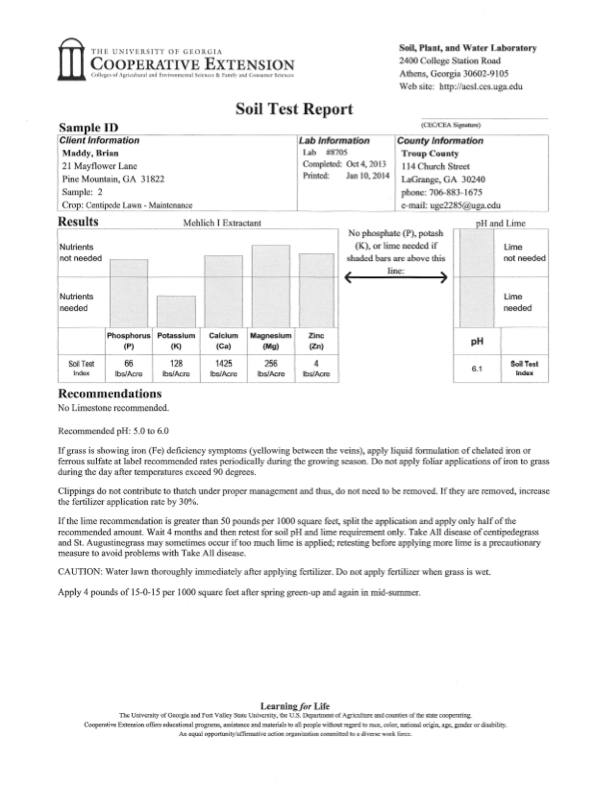 THE UNIVERSITY OF GEORGIA
COOPERATIVE EXTENSION
Colleges of Agricultural and Environmental Sciences & Family and Consumer Sciences
Soil, Plant, and Water Laboratory
2400 College Station Road
Athens, Georgia 30602-9105
Web site: http://aesl.ces.uga.edu
Soil Test Report
Sample ID
(CEC/CEA Signature)
Client Information
Maddy, Brian
21 Mayflower Lane
Pine Mountain, GA 31822
Sample: 2
Crop: Centipede Lawn - Maintenance
Lab Information
Lab #8705
Completed: Oct 4, 2013
Printed: Jan 10, 2014
County Information
Troup County
114 Church Street
LaGrange, GA 30240
phone: 706-883-1675
e-mail: uge2285@uga.edu
Results
Mehlich I Extractant
pH and Lime
Nutrients
not needed
Nutrients
needed
No phosphate (P), potash
(K), or lime needed if
shaded bars are above this
line:
Lime
not needed
Lime
needed
Phosphorus Potassium Calcium Magnesium Zinc
(P) (K) (Ca) (Mg) (Zn)
pH
Soil Test 66 128 1425 256 4
Index lbs/Acre lbs/Acre lbs/Acre lbs/Acre lbs/Acre
6.1
Soil Test
Index
Recommendations
No Limestone recommended.
Recommended pH: 5.0 to 6.0
If grass is showing iron (Fe) deficiency symptoms (yellowing between the veins), apply liquid formulation of chelated iron or
ferrous sulfate at label recommended rates periodically during the growing season. Do not apply foliar applications of iron to grass
during the day after temperatures exceed 90 degrees.
Clippings do not contribute to thatch under proper management and thus, do not need to be removed. If they are removed, increase
the fertilizer application rate by 30%.
If the lime recommendation is greater than 50 pounds per 1000 square feet, split the application and apply only half of the
recommended amount. Wait 4 months and then retest for soil pH and lime requirement only. Take All disease of centipedegrass
and St. Augustinegrass may sometimes occur if too much lime is applied; retesting before applying more lime is a precautionary
measure to avoid problems with Take All disease.
CAUTION: Water lawn thoroughly immediately after applying fertilizer. Do not apply fertilizer when grass is wet.
Apply 4 pounds of 15-0-15 per 1000 square feet after spring green-up and again in mid-summer.
Learning for Life
The University of Georgia and Fort Valley State University, the U.S. Department of Agriculture and counties of the state cooperating.
Cooperative Extension offers educational programs, assistance and materials to all people without regard to race, color, national origin, age, gender or disability.
An equal opportunity/affirmative action organization committed to a diverse work force.